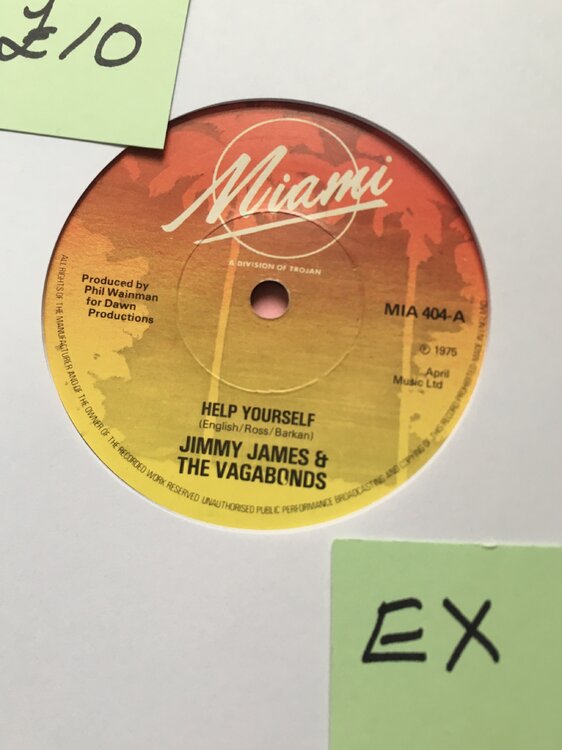 £10
Miami
A DIVISION OF TROJAN
Produced by
Phil Wainman
for Dawn
Productions
MIA 404-A
℗ 1975
April
Music Ltd
HELP YOURSELF
(English/Ross/Barkan)
JIMMY JAMES &
THE VAGABONDS
ALL RIGHTS OF THE MANUFACTURER AND OF THE OWNER OF THE RECORDED WORK RESERVED UNAUTHORISED PUBLIC PERFORMANCE BROADCASTING AND COPYING OF THIS RECORD PROHIBITED MADE IN
EX